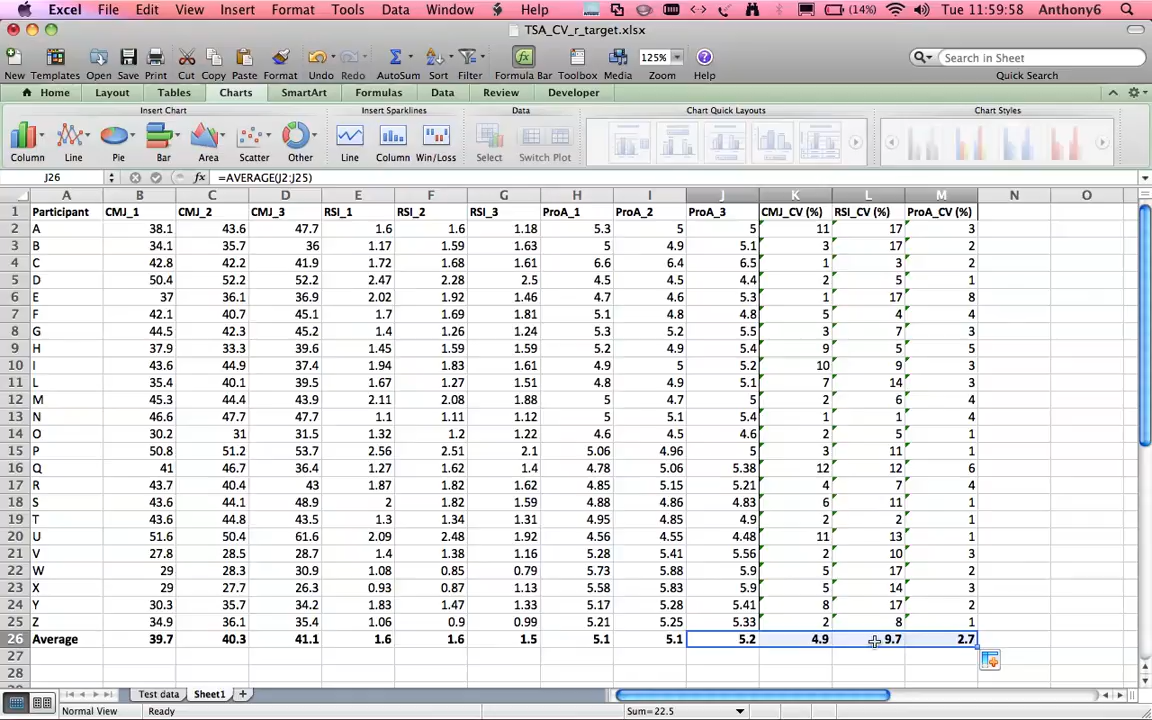 Excel File Edit View Insert Format Tools Data Window Help (14%) Tue 11:59:58 Anthony6
TSA_CV_r_target.xlsx
125% Search in Sheet
New Templates Open Save Print Cut Copy Paste Format Undo Redo AutoSum Sort Filter Formula Bar Toolbox Media Zoom Help Quick Search
Home Layout Tables Charts SmartArt Formulas Data Review Developer
Insert Chart Insert Sparklines Data Chart Quick Layouts Chart Styles
Column Line Pie Bar Area Scatter Other Line Column Win/Loss Select Switch Plot
J26 fx =AVERAGE(J2:J25)
A B C D E F G H I J K L M N O
1 Participant CMJ_1 CMJ_2 CMJ_3 RSI_1 RSI_2 RSI_3 ProA_1 ProA_2 ProA_3 CMJ_CV (%) RSI_CV (%) ProA_CV (%)
2 A 38.1 43.6 47.7 1.6 1.6 1.18 5.3 5 5 11 17 3
3 B 34.1 35.7 36 1.17 1.59 1.63 5 4.9 5.1 3 17 2
4 C 42.8 42.2 41.9 1.72 1.68 1.61 6.6 6.4 6.5 1 3 2
5 D 50.4 52.2 52.2 2.47 2.28 2.5 4.5 4.5 4.4 2 5 1
6 E 37 36.1 36.9 2.02 1.92 1.46 4.7 4.6 5.3 1 17 8
7 F 42.1 40.7 45.1 1.7 1.69 1.81 5.1 4.8 4.8 5 4 4
8 G 44.5 42.3 45.2 1.4 1.26 1.24 5.3 5.2 5.5 3 7 3
9 H 37.9 33.3 39.6 1.45 1.59 1.59 5.2 4.9 5.4 9 5 5
10 I 43.6 44.9 37.4 1.94 1.83 1.61 4.9 5 5.2 10 9 3
11 L 35.4 40.1 39.5 1.67 1.27 1.51 4.8 4.9 5.1 7 14 3
12 M 45.3 44.4 43.9 2.11 2.08 1.88 5 4.7 5 2 6 4
13 N 46.6 47.7 47.7 1.1 1.11 1.12 5 5.1 5.4 1 1 4
14 O 30.2 31 31.5 1.32 1.2 1.22 4.6 4.5 4.6 2 5 1
15 P 50.8 51.2 53.7 2.56 2.51 2.1 5.06 4.96 5 3 11 1
16 Q 41 46.7 36.4 1.27 1.62 1.4 4.78 5.06 5.38 12 12 6
17 R 43.7 40.4 43 1.87 1.82 1.62 4.85 5.15 5.21 4 7 4
18 S 43.6 44.1 48.9 2 1.82 1.59 4.88 4.86 4.83 6 11 1
19 T 43.6 44.8 43.5 1.3 1.34 1.31 4.95 4.85 4.9 2 2 1
20 U 51.6 50.4 61.6 2.09 2.48 1.92 4.56 4.55 4.48 11 13 1
21 V 27.8 28.5 28.7 1.4 1.38 1.16 5.28 5.41 5.56 2 10 3
22 W 29 28.3 30.9 1.08 0.85 0.79 5.73 5.88 5.9 5 17 2
23 X 29 27.7 26.3 0.93 0.87 1.13 5.58 5.83 5.9 5 14 3
24 Y 30.3 35.7 34.2 1.83 1.47 1.33 5.17 5.28 5.41 8 17 2
25 Z 34.9 36.1 35.4 1.06 0.9 0.99 5.21 5.25 5.33 2 8 1
26 Average 39.7 40.3 41.1 1.6 1.6 1.5 5.1 5.1 5.2 4.9 9.7 2.7
27
28
Test data Sheet1
Normal View Ready Sum=22.5